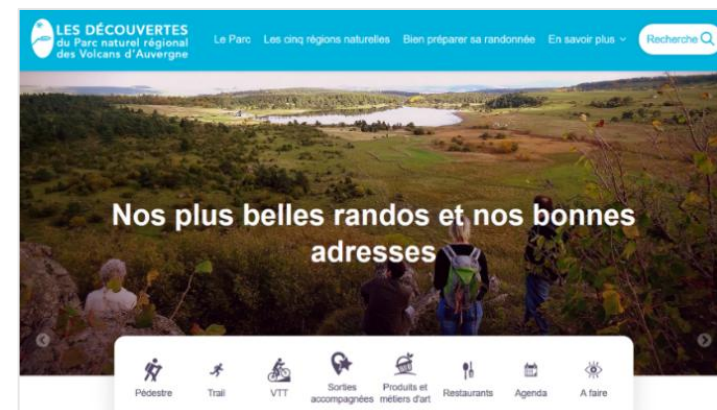 LES DÉCOUVERTES
du Parc naturel régional
des Volcans d'Auvergne
Le Parc Les cinq régions naturelles Bien préparer sa randonnée En savoir plus Recherche
Nos plus belles randos et nos bonnes
adresses
Pédestre Trail VTT Sorties accompagnées Produits et métiers d'art Restaurants Agenda A faire